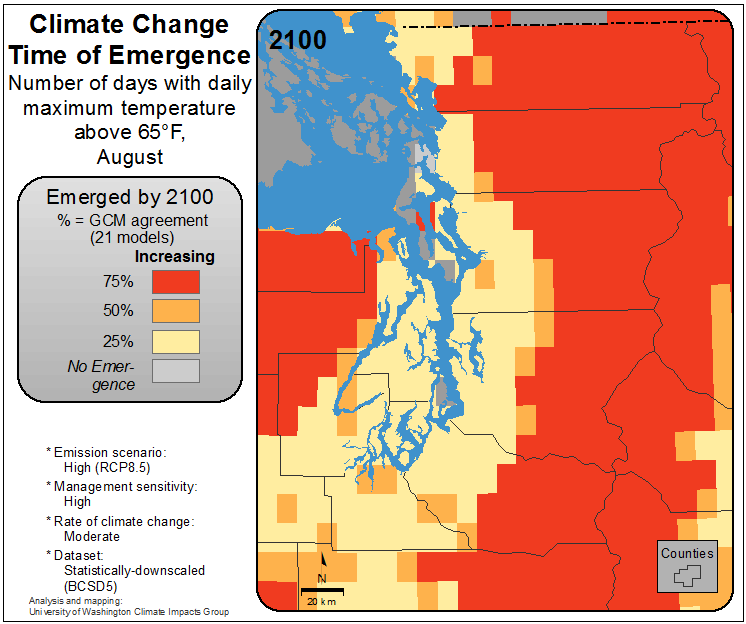 Climate Change
Time of Emergence
Number of days with daily
maximum temperature
above 65°F,
August
Emerged by 2100
% = GCM agreement
(21 models)
Increasing
75%
50%
25%
No Emer-
gence
* Emission scenario:
High (RCP8.5)
* Management sensitivity:
High
* Rate of climate change:
Moderate
* Dataset:
Statistically-downscaled
(BCSD5)
Analysis and mapping:
University of Washington Climate Impacts Group
2100
N
20 km
Counties